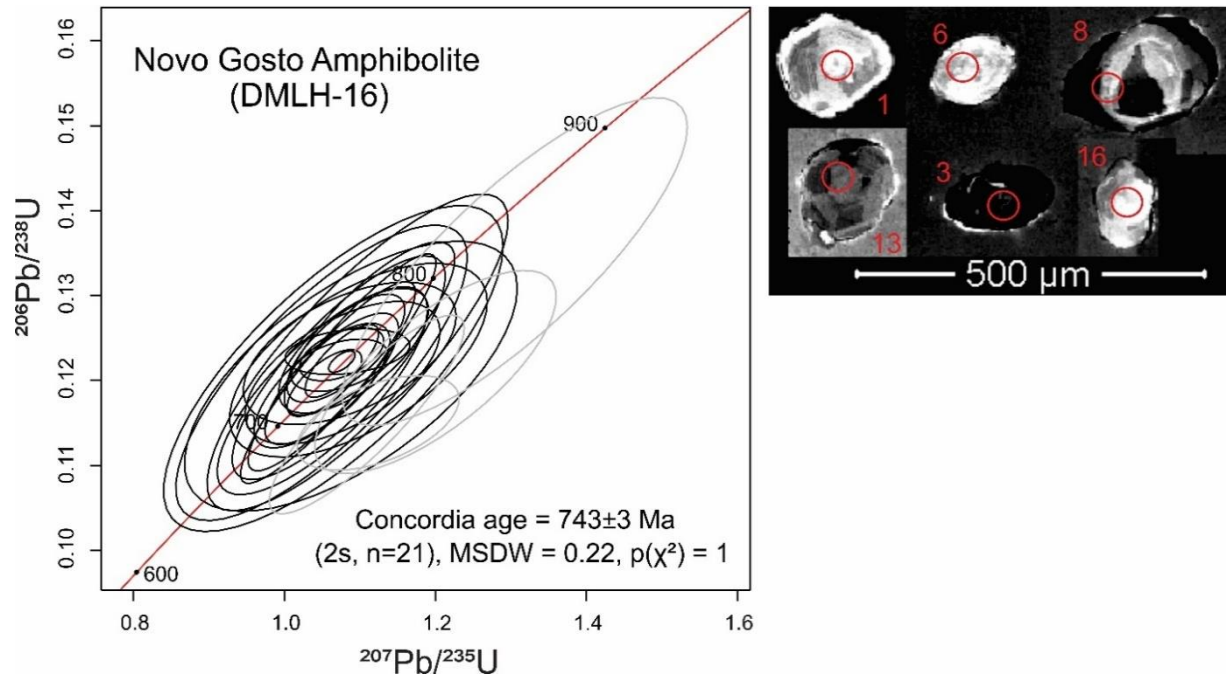 Novo Gosto Amphibolite
(DMLH-16)
0.16
0.15
0.14
0.13
0.12
0.11
0.10
²⁰⁶Pb/²³⁸U
900
800
700
600
Concordia age = 743±3 Ma
(2s, n=21), MSDW = 0.22, p(χ²) = 1
0.8 1.0 1.2 1.4 1.6
²⁰⁷Pb/²³⁵U
1 6 8
13 3 16
500 µm